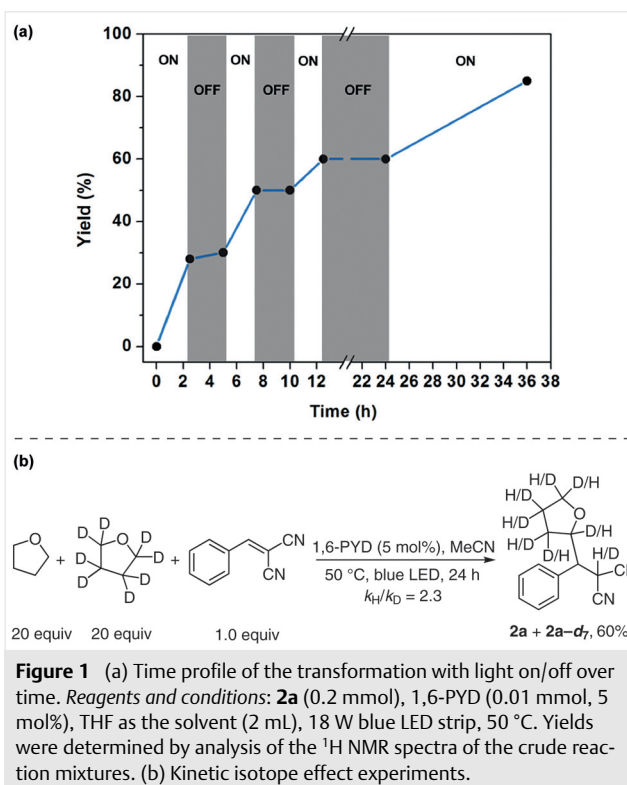 (a)
100
80
60
40
20
0
Yield (%)
ON
OFF
ON
OFF
ON
OFF
ON
0 2 4 6 8 10 12 22 24 26 28 30 32 34 36 38
Time (h)
(b)
O
+
D
D
D
D
D
D
D
D
O
+
CN
CN
1,6-PYD (5 mol%), MeCN
50 °C, blue LED, 24 h
kH/kD = 2.3
H/D
D/H
H/D
H/D
H/D
D/H
D/H
O
H/D
CN
20 equiv
20 equiv
1.0 equiv
2a + 2a–d7, 60%
Figure 1 (a) Time profile of the transformation with light on/off over
time. Reagents and conditions: 2a (0.2 mmol), 1,6-PYD (0.01 mmol, 5
mol%), THF as the solvent (2 mL), 18 W blue LED strip, 50 °C. Yields
were determined by analysis of the 1H NMR spectra of the crude reac-
tion mixtures. (b) Kinetic isotope effect experiments.